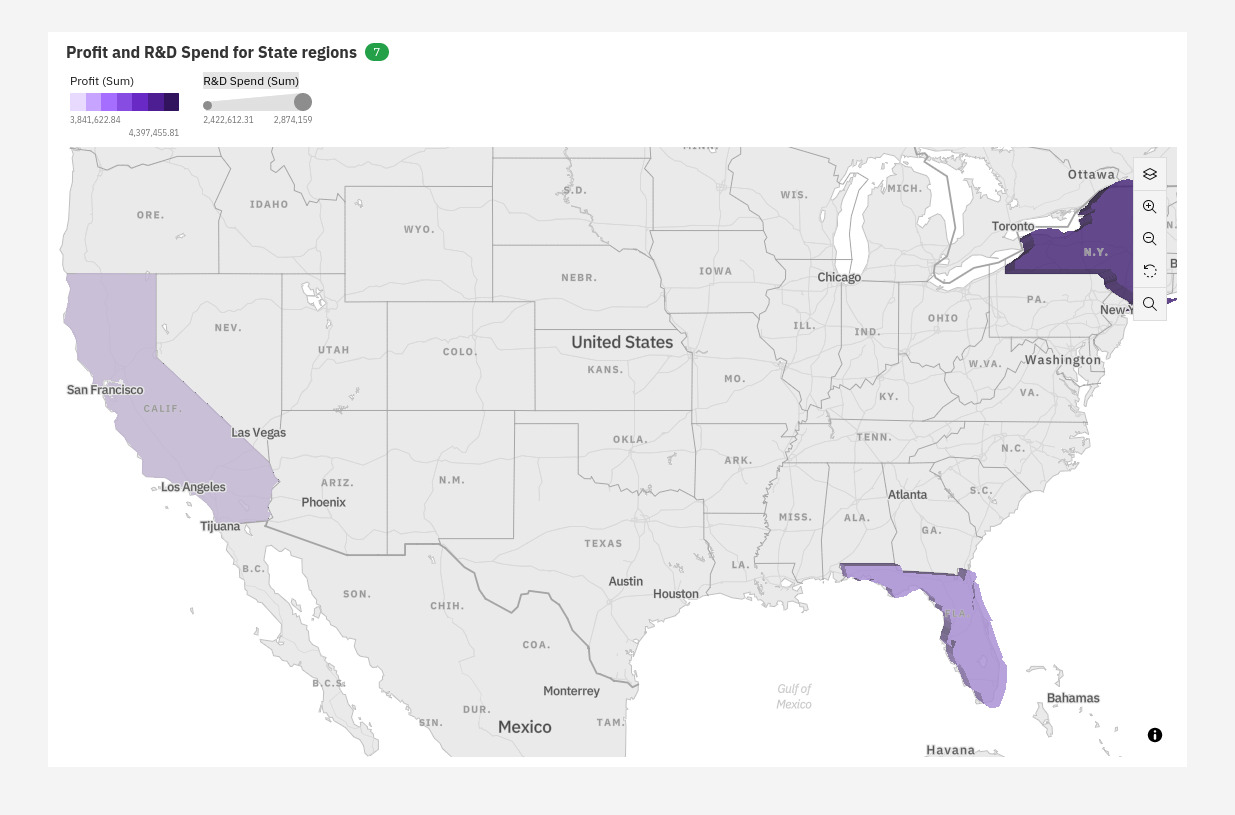 Profit and R&D Spend for State regions 7
Profit (Sum)
R&D Spend (Sum)
3,841,622.84
4,397,455.81
2,422,612.31
2,874,159
Ottawa
S.D.
MICH.
WIS.
IDAHO
ORE.
Toronto
WYO.
N.Y.
IOWA
NEBR.
Chicago
PA.
OHIO
ILL.
NEV.
IND.
United States
UTAH
COLO.
Washington
W.VA.
KANS.
MO.
San Francisco
VA.
KY.
CALIF.
Las Vegas
TENN.
OKLA.
N.C.
ARK.
N.M.
ARIZ.
Los Angeles
S.C.
Atlanta
Phoenix
MISS.
ALA.
Tijuana
GA.
TEXAS
LA.
B.C.
Austin
SON.
Houston
CHIH.
FLA.
COA.
B.C.S.
Gulf of
Mexico
Monterrey
Bahamas
DUR.
SIN.
TAM.
Mexico
Havana